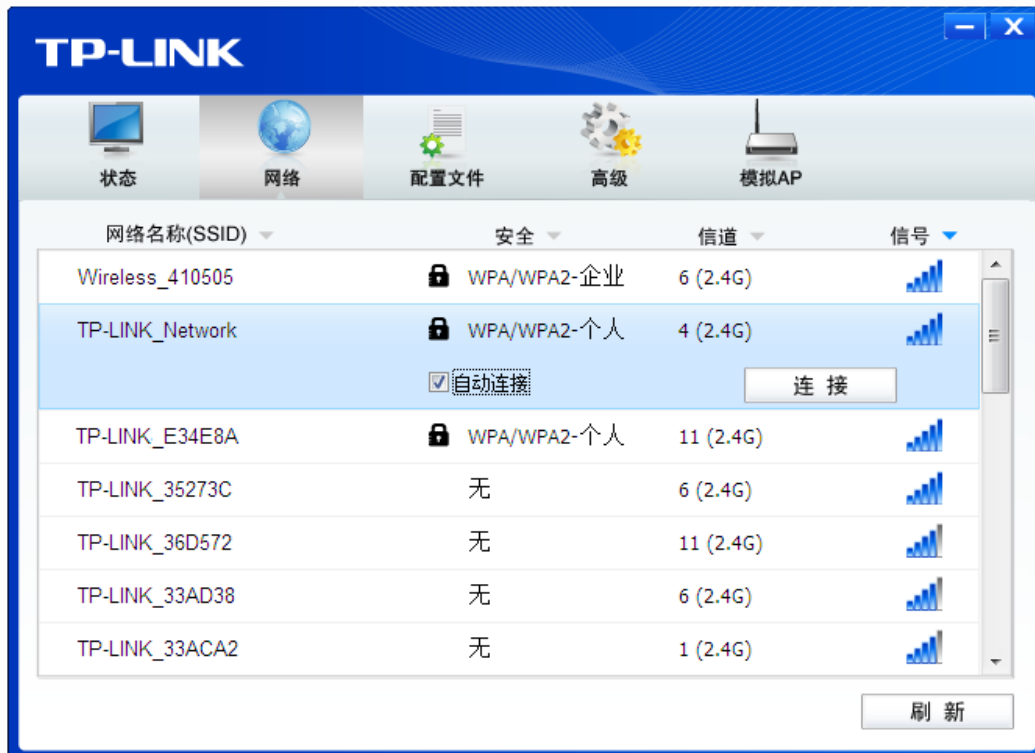 TP-LINK
状态 网络 配置文件 高级 模拟AP
网络名称(SSID) 安全 信道 信号
Wireless_410505 WPA/WPA2-企业 6 (2.4G)
TP-LINK_Network WPA/WPA2-个人 4 (2.4G)
自动连接 连 接
TP-LINK_E34E8A WPA/WPA2-个人 11 (2.4G)
TP-LINK_35273C 无 6 (2.4G)
TP-LINK_36D572 无 11 (2.4G)
TP-LINK_33AD38 无 6 (2.4G)
TP-LINK_33ACA2 无 1 (2.4G)
刷 新